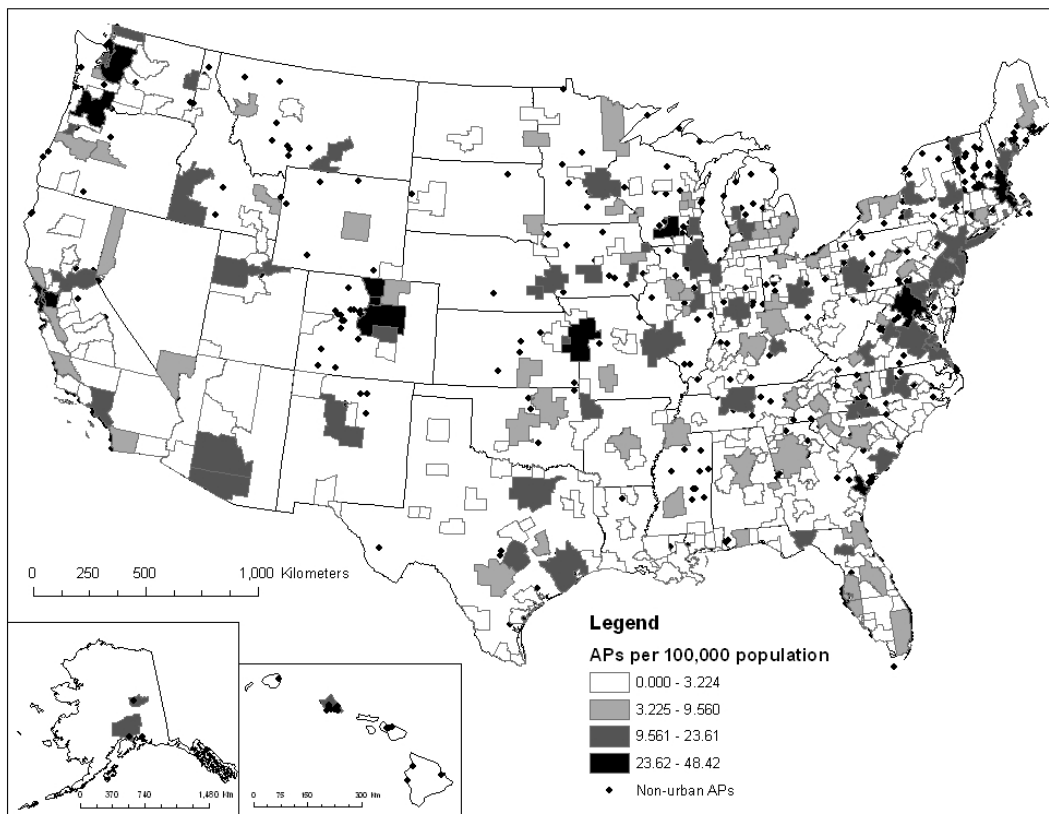 0 250 500 1,000 Kilometers
Legend
APs per 100,000 population
0.000 - 3.224
3.225 - 9.560
9.561 - 23.61
23.62 - 48.42
Non-urban APs
0 370 740 1,480 Km
0 75 150 300 Km